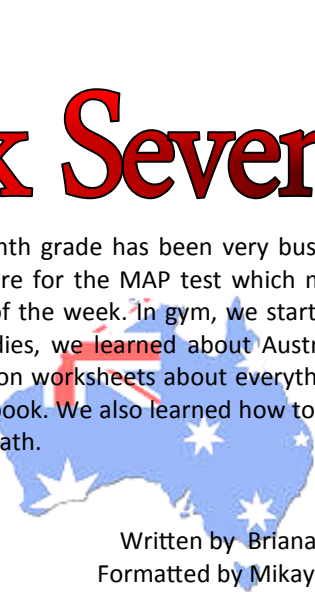 k Seven
nth grade has been very bus
re for the MAP test which m
of the week. In gym, we start
dies, we learned about Austr
on worksheets about everyth
book. We also learned how to
ath.
Written by Briana
Formatted by Mikay